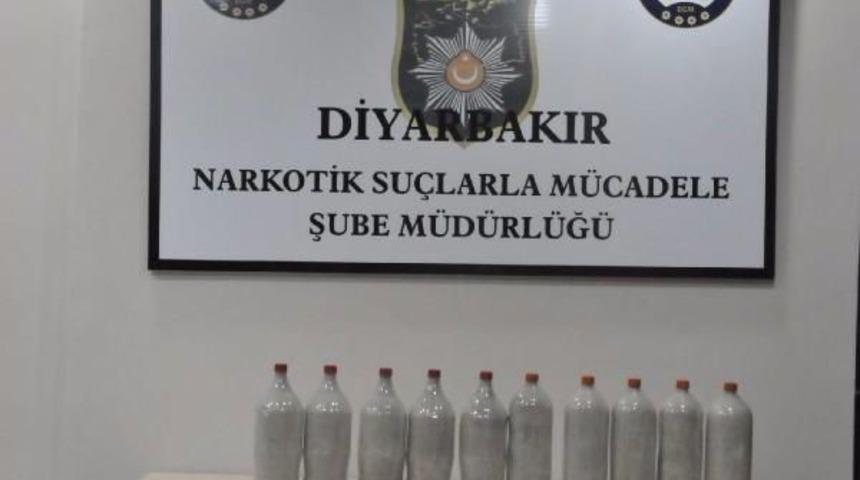 DİYARBAKIR
NARKOTİK SUÇLARLA MÜCADELE
ŞUBE MÜDÜRLÜĞÜ